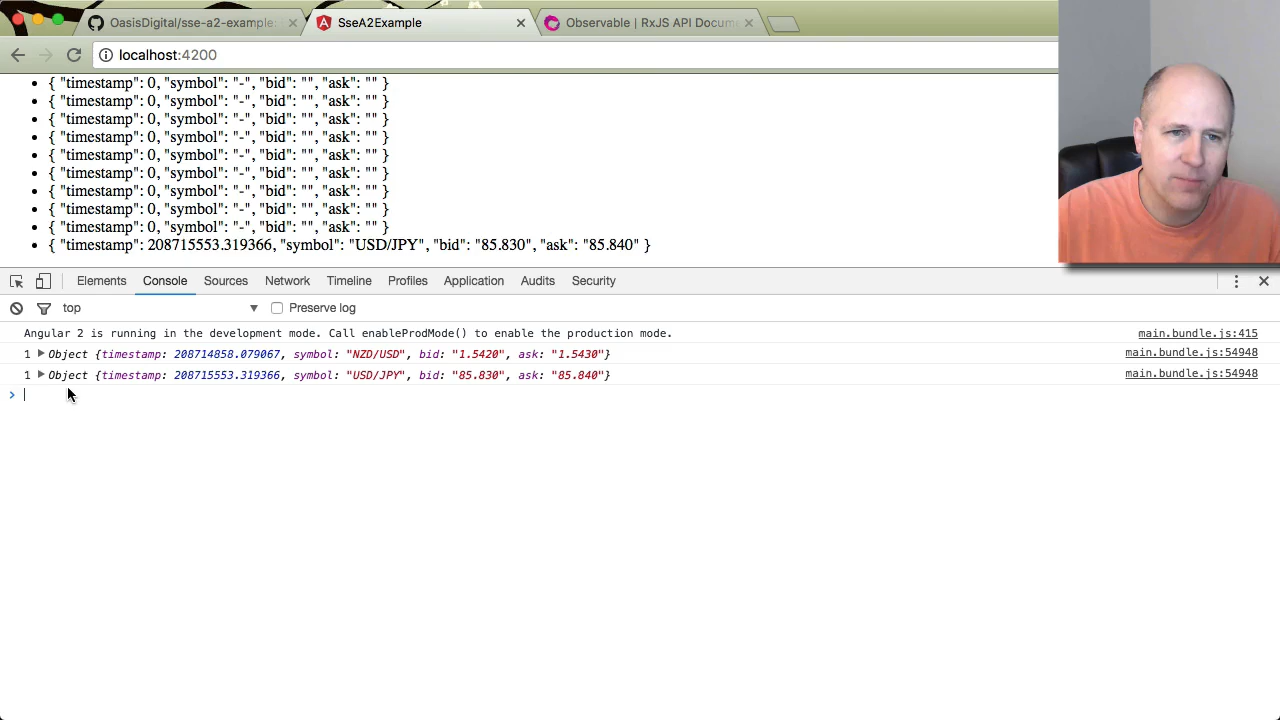 OasisDigital/sse-a2-example
SseA2Example
Observable | RxJS API Docum
localhost:4200
{ "timestamp": 0, "symbol": "-", "bid": "", "ask": "" }
{ "timestamp": 0, "symbol": "-", "bid": "", "ask": "" }
{ "timestamp": 0, "symbol": "-", "bid": "", "ask": "" }
{ "timestamp": 0, "symbol": "-", "bid": "", "ask": "" }
{ "timestamp": 0, "symbol": "-", "bid": "", "ask": "" }
{ "timestamp": 0, "symbol": "-", "bid": "", "ask": "" }
{ "timestamp": 0, "symbol": "-", "bid": "", "ask": "" }
{ "timestamp": 0, "symbol": "-", "bid": "", "ask": "" }
{ "timestamp": 0, "symbol": "-", "bid": "", "ask": "" }
{ "timestamp": 208715553.319366, "symbol": "USD/JPY", "bid": "85.830", "ask": "85.840" }
Elements Console Sources Network Timeline Profiles Application Audits Security
top Preserve log
Angular 2 is running in the development mode. Call enableProdMode() to enable the production mode. main.bundle.js:415
1 Object {timestamp: 208714858.079067, symbol: "NZD/USD", bid: "1.5420", ask: "1.5430"} main.bundle.js:54948
1 Object {timestamp: 208715553.319366, symbol: "USD/JPY", bid: "85.830", ask: "85.840"} main.bundle.js:54948